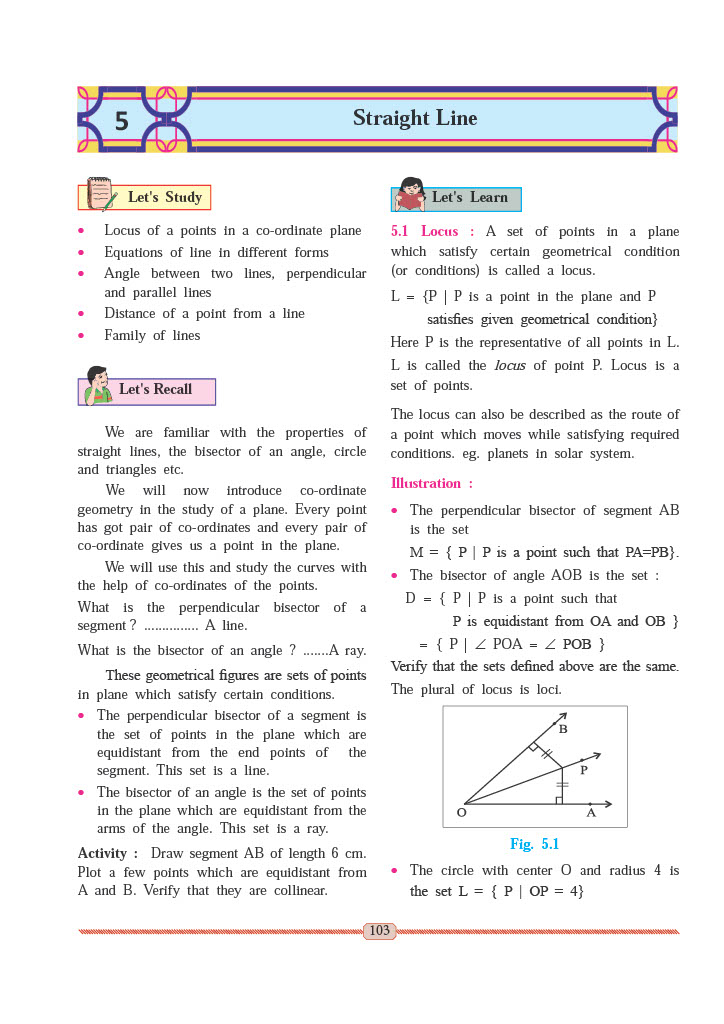 5
Straight Line
Let's Study
• Locus of a points in a co-ordinate plane
• Equations of line in different forms
• Angle between two lines, perpendicular
and parallel lines
• Distance of a point from a line
• Family of lines
Let's Recall
We are familiar with the properties of
straight lines, the bisector of an angle, circle
and triangles etc.
We will now introduce co-ordinate
geometry in the study of a plane. Every point
has got pair of co-ordinates and every pair of
co-ordinate gives us a point in the plane.
We will use this and study the curves with
the help of co-ordinates of the points.
What is the perpendicular bisector of a
segment ? ............... A line.
What is the bisector of an angle ? .......A ray.
These geometrical figures are sets of points
in plane which satisfy certain conditions.
• The perpendicular bisector of a segment is
the set of points in the plane which are
equidistant from the end points of the
segment. This set is a line.
• The bisector of an angle is the set of points
in the plane which are equidistant from the
arms of the angle. This set is a ray.
Activity : Draw segment AB of length 6 cm.
Plot a few points which are equidistant from
A and B. Verify that they are collinear.
Let's Learn
5.1 Locus : A set of points in a plane
which satisfy certain geometrical condition
(or conditions) is called a locus.
L = {P | P is a point in the plane and P
satisfies given geometrical condition}
Here P is the representative of all points in L.
L is called the locus of point P. Locus is a
set of points.
The locus can also be described as the route of
a point which moves while satisfying required
conditions. eg. planets in solar system.
Illustration :
• The perpendicular bisector of segment AB
is the set
M = { P | P is a point such that PA=PB}.
• The bisector of angle AOB is the set :
D = { P | P is a point such that
P is equidistant from OA and OB }
= { P | ∠ POA = ∠ POB }
Verify that the sets defined above are the same.
The plural of locus is loci.
B
P
O
A
Fig. 5.1
• The circle with center O and radius 4 is
the set L = { P | OP = 4}
103